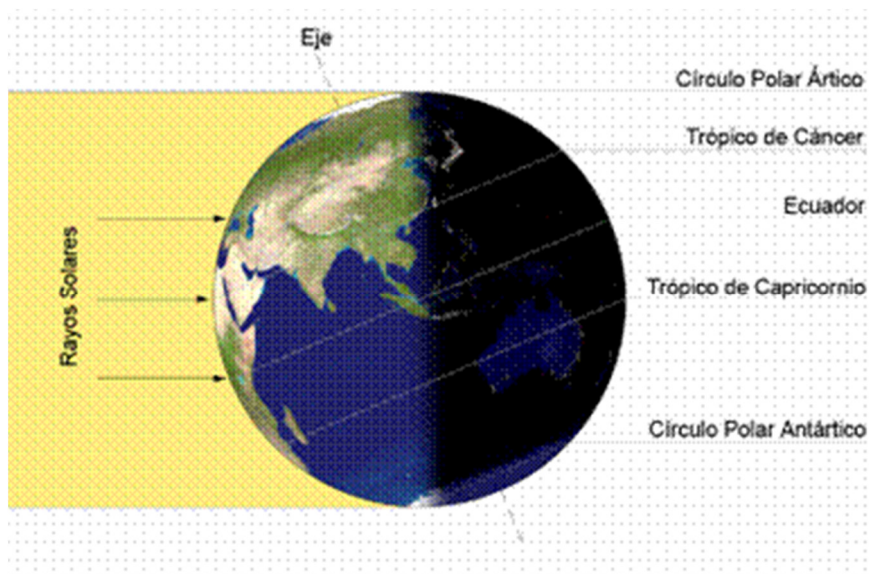 Eje
Círculo Polar Ártico
Trópico de Cáncer
Ecuador
Trópico de Capricornio
Círculo Polar Antártico
Rayos Solares